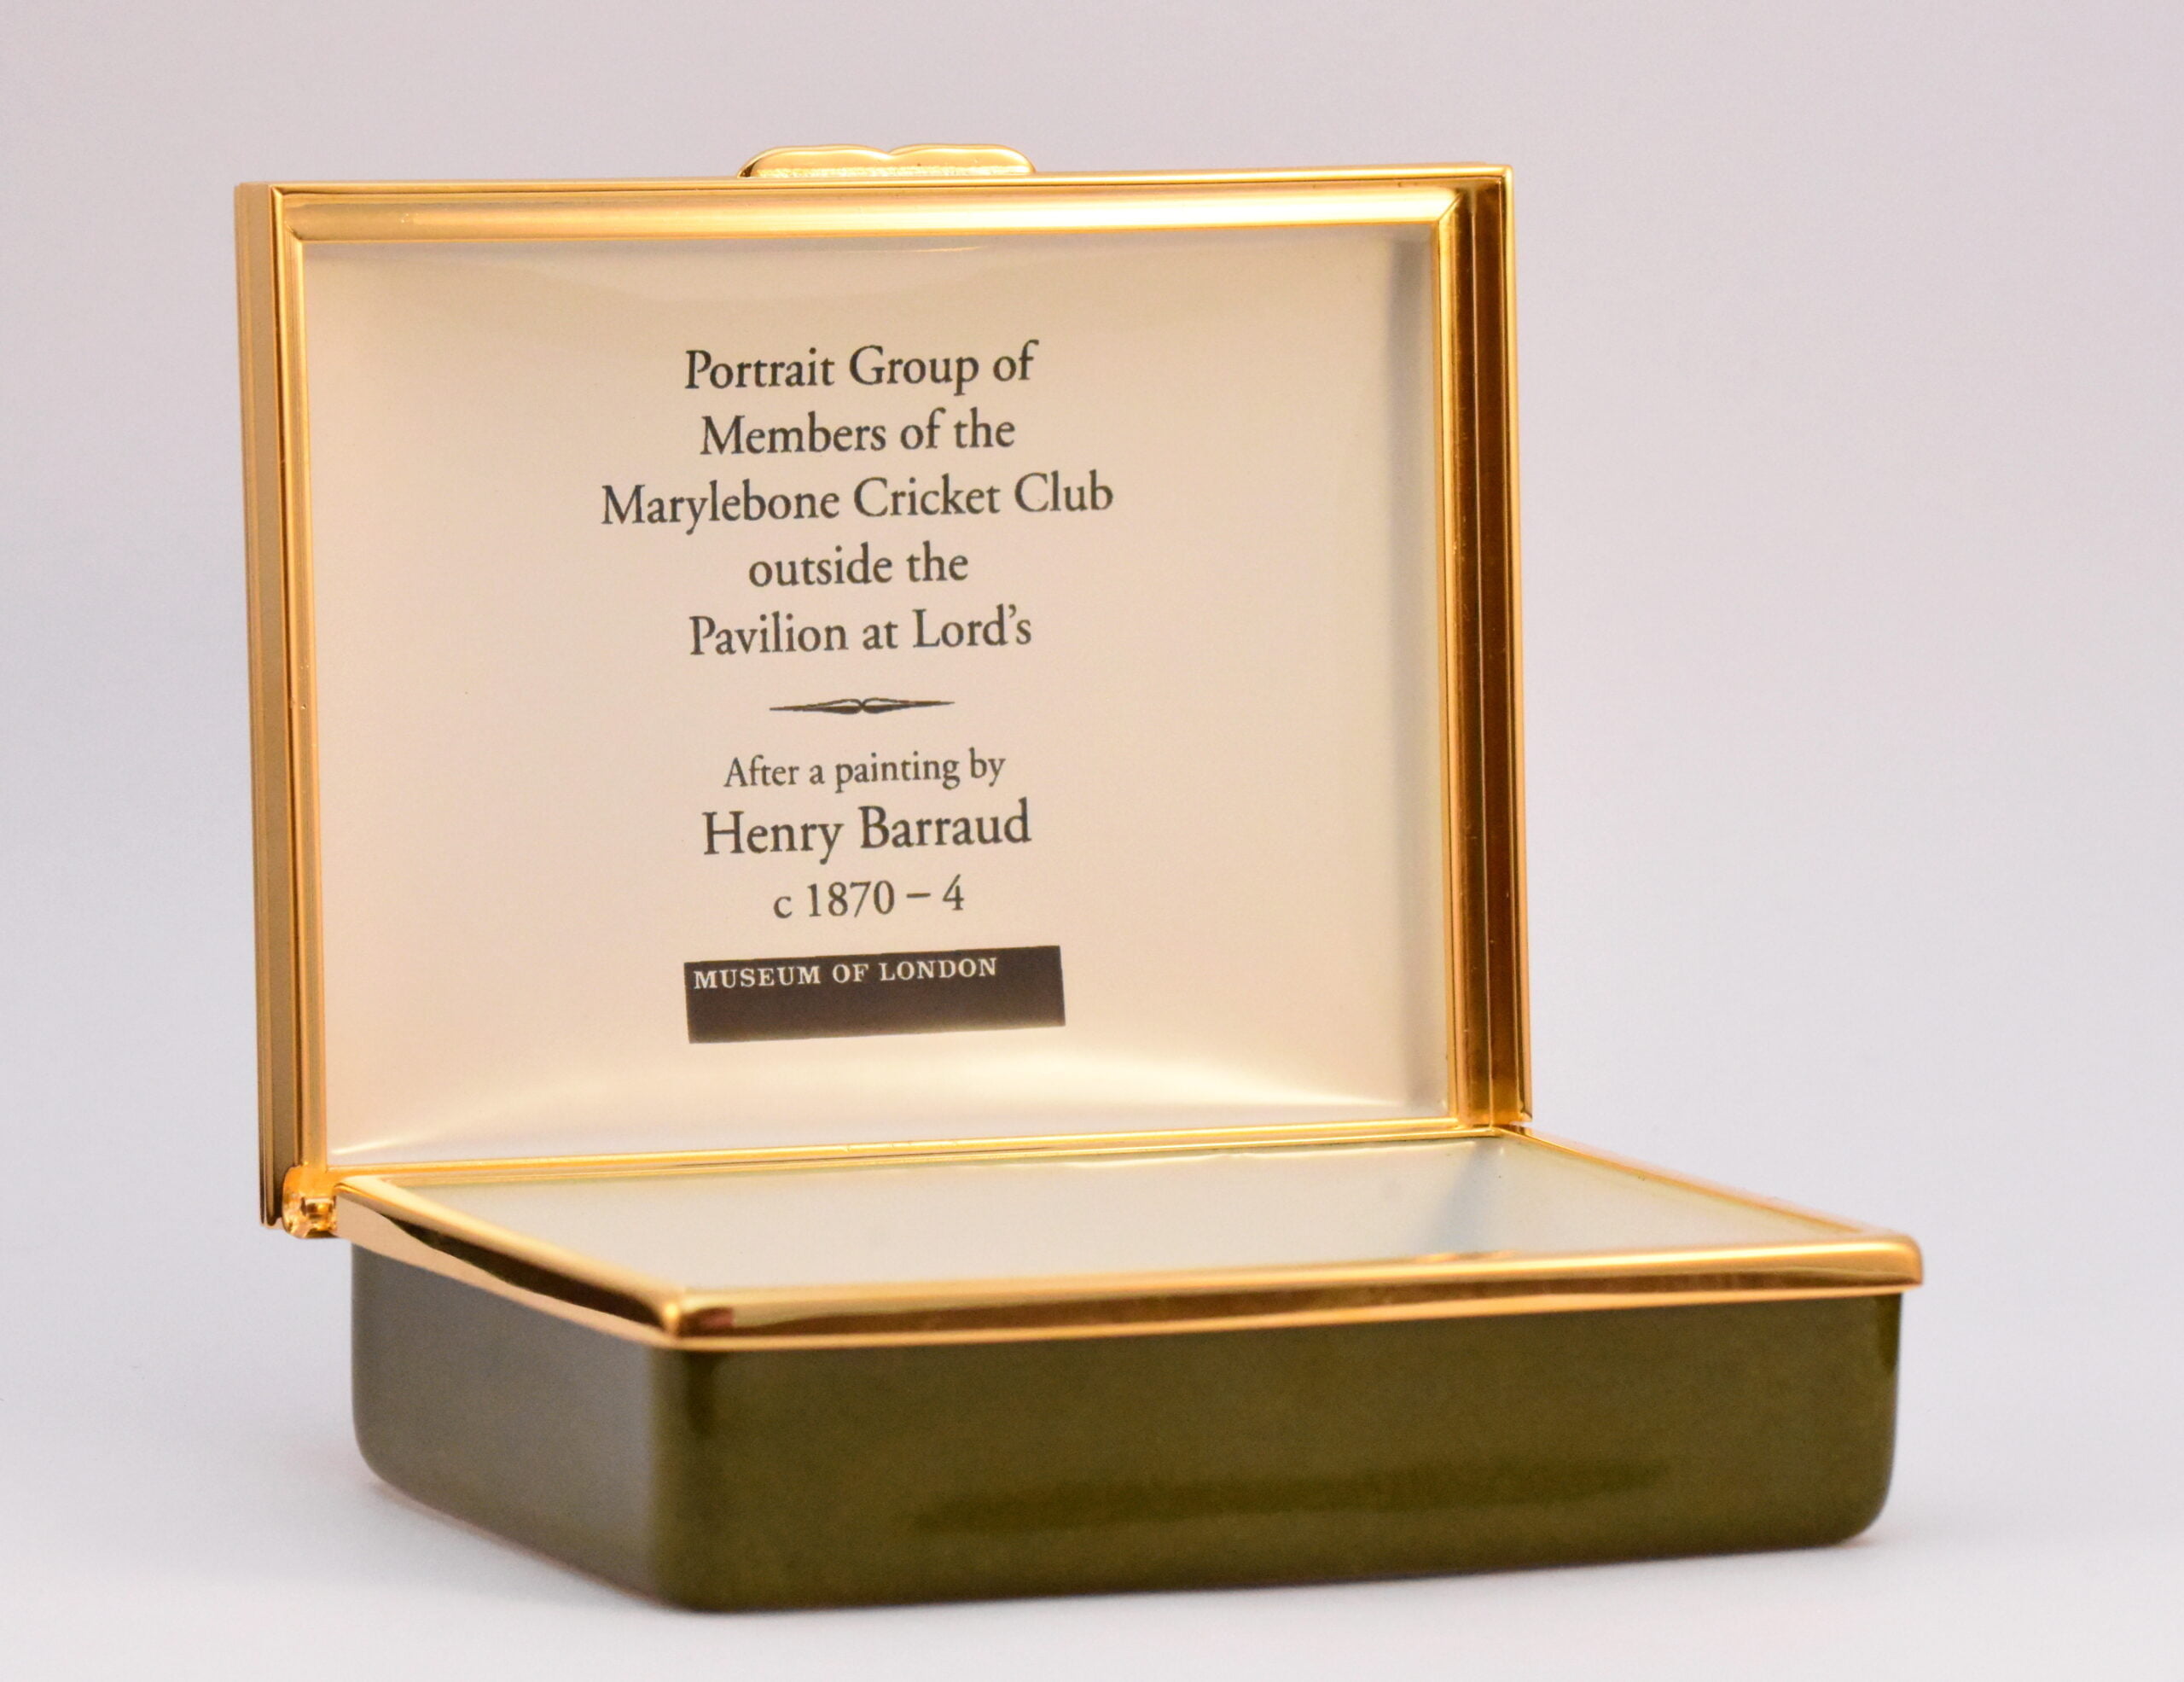 Portrait Group of
Members of the
Marylebone Cricket Club
outside the
Pavilion at Lord's
After a painting by
Henry Barraud
c 1870 – 4
MUSEUM OF LONDON